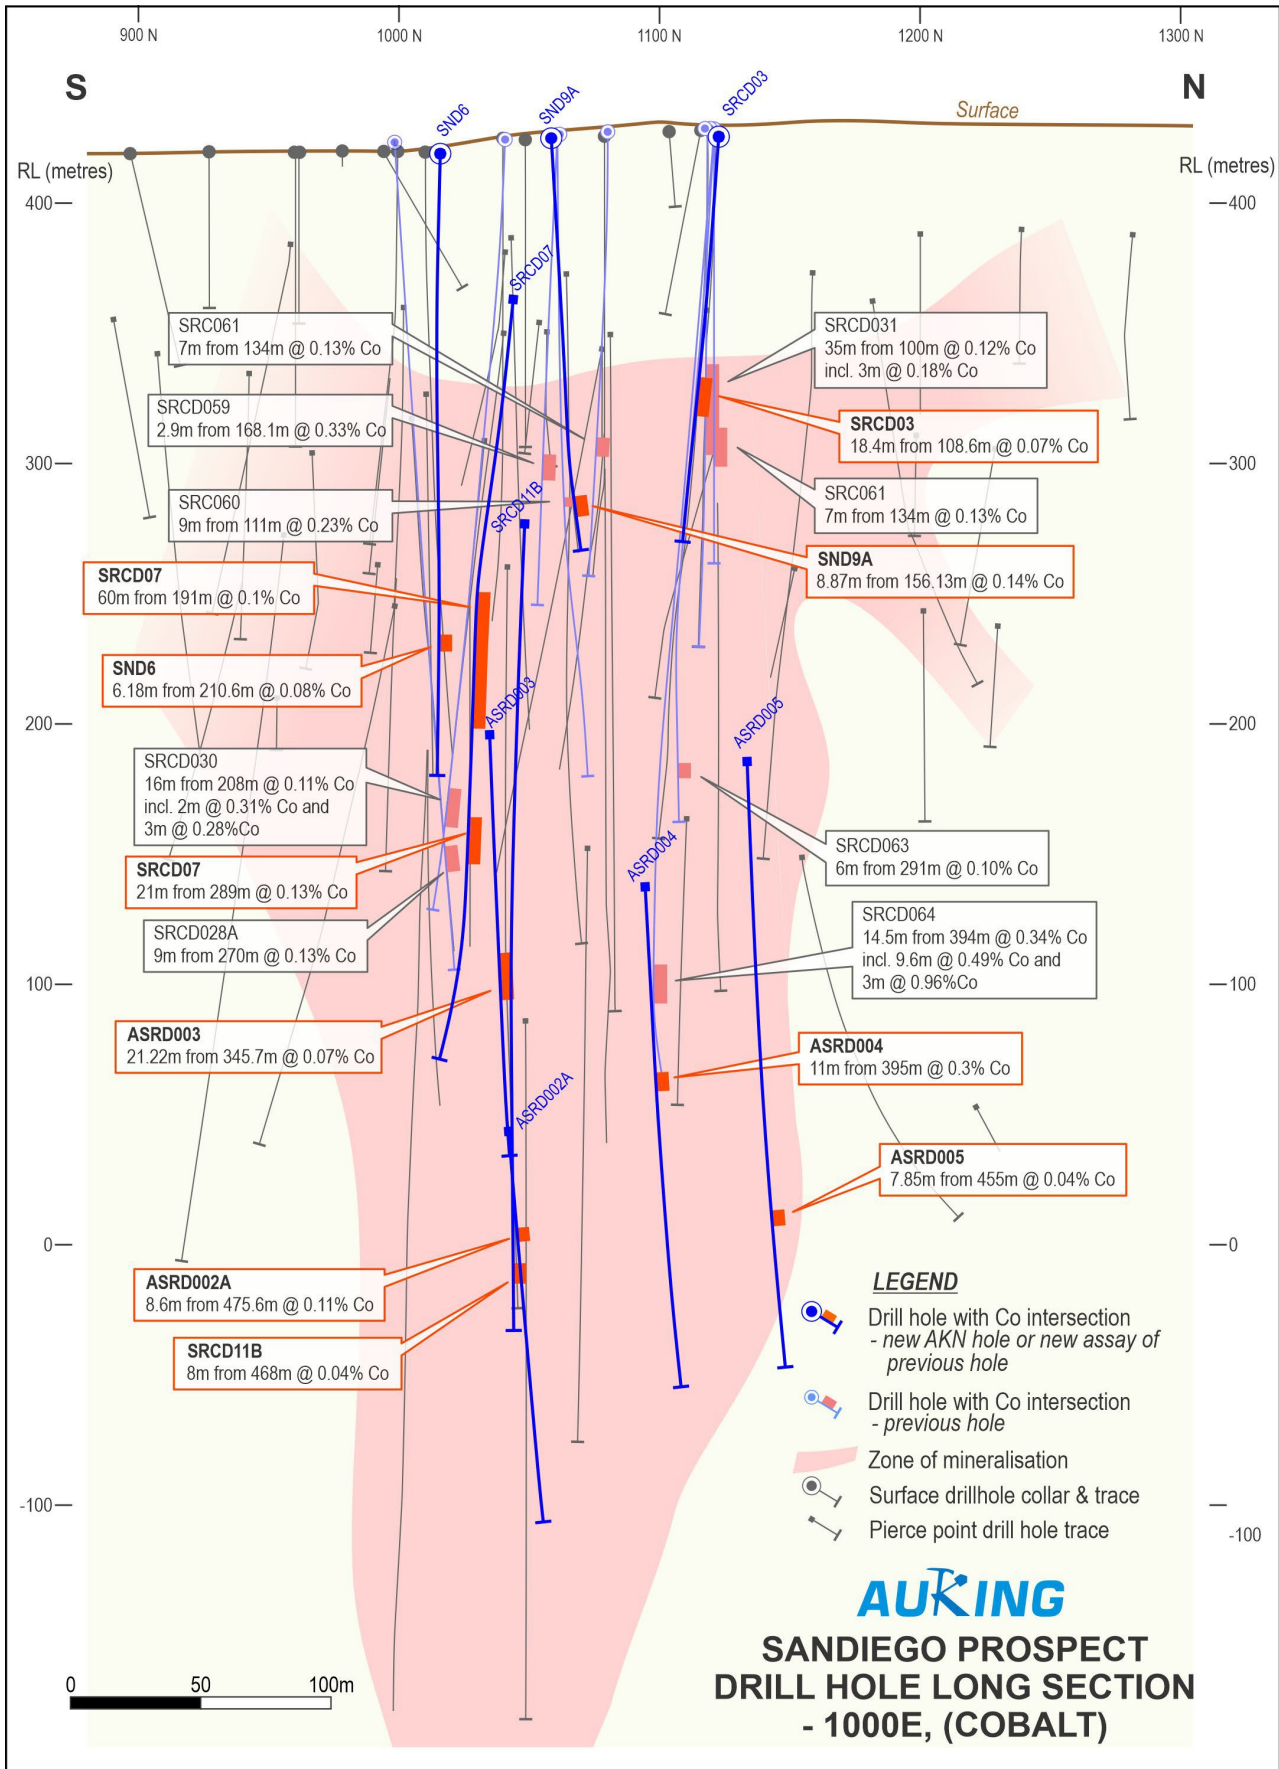 900 N
1000 N
1100 N
1200 N
1300 N
S
N
SND6
SND9A
SRCD03
Surface
RL (metres)
RL (metres)
400
400
SRCD07
SRC061
7m from 134m @ 0.13% Co
SRCD031
35m from 100m @ 0.12% Co
incl. 3m @ 0.18% Co
SRCD059
2.9m from 168.1m @ 0.33% Co
SRCD03
18.4m from 108.6m @ 0.07% Co
300
300
SRC060
9m from 111m @ 0.23% Co
SRCD11B
SRC061
7m from 134m @ 0.13% Co
SND9A
8.87m from 156.13m @ 0.14% Co
SRCD07
60m from 191m @ 0.1% Co
SND6
6.18m from 210.6m @ 0.08% Co
ASRD003
ASRD005
200
200
SRCD030
16m from 208m @ 0.11% Co
incl. 2m @ 0.31% Co and
3m @ 0.28%Co
SRCD063
6m from 291m @ 0.10% Co
ASRD004
SRCD07
21m from 289m @ 0.13% Co
SRCD028A
9m from 270m @ 0.13% Co
SRCD064
14.5m from 394m @ 0.34% Co
incl. 9.6m @ 0.49% Co and
3m @ 0.96%Co
100
100
ASRD003
21.22m from 345.7m @ 0.07% Co
ASRD004
11m from 395m @ 0.3% Co
ASRD002A
ASRD005
7.85m from 455m @ 0.04% Co
0
0
ASRD002A
8.6m from 475.6m @ 0.11% Co
SRCD11B
8m from 468m @ 0.04% Co
LEGEND
Drill hole with Co intersection
- new AKN hole or new assay of
previous hole
Drill hole with Co intersection
- previous hole
Zone of mineralisation
Surface drillhole collar & trace
Pierce point drill hole trace
-100
-100
AUKING
SANDIEGO PROSPECT
DRILL HOLE LONG SECTION
- 1000E, (COBALT)
0
50
100m